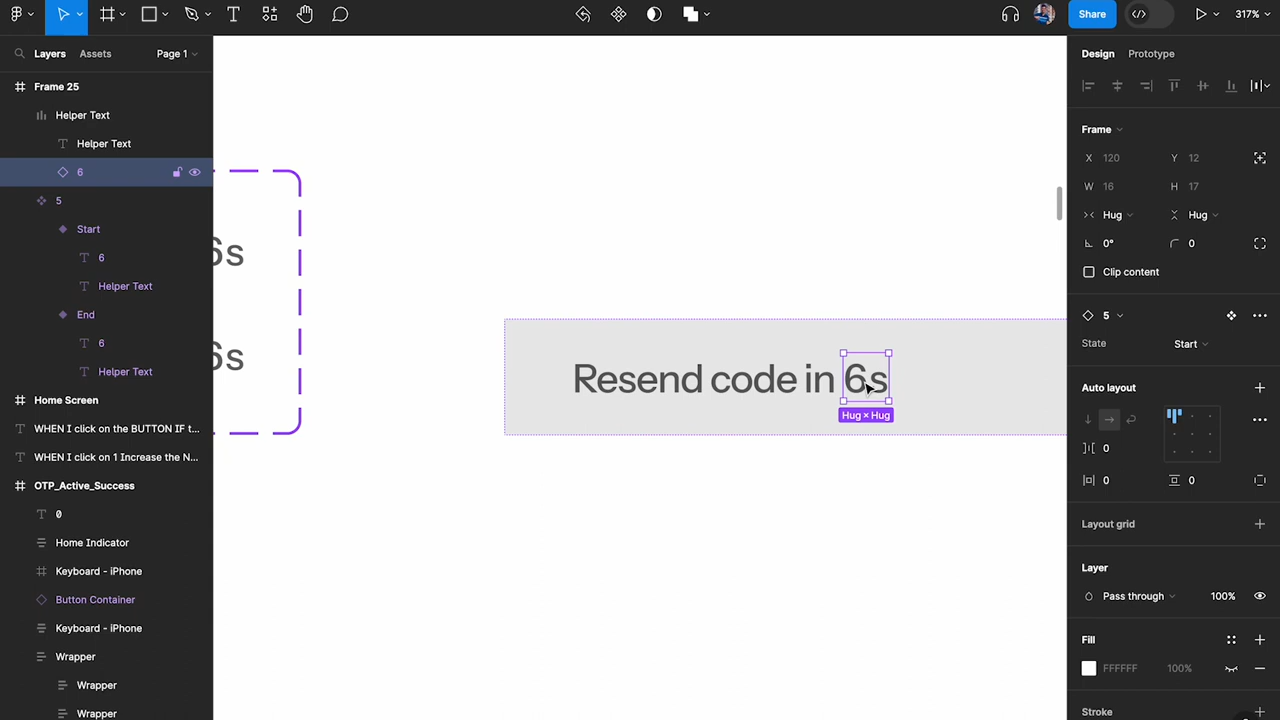 Share
317%
Layers
Assets
Page 1
Design
Prototype
Frame 25
Helper Text
Helper Text
6
5
Start
6
Helper Text
End
6
Helper Text
Home Screen
WHEN I click on the BUTTON IF I...
WHEN I click on 1 Increase the N...
OTP_Active_Success
0
Home Indicator
Keyboard - iPhone
Button Container
Keyboard - iPhone
Wrapper
Wrapper
Wrapper
6s
6s
Resend code in 6s
Hug × Hug
Frame
X 120
Y 12
W 16
H 17
Hug
Hug
0°
0
Clip content
5
State
Start
Auto layout
0
0
0
Layout grid
Layer
Pass through
100%
Fill
FFFFFF
100%
Stroke